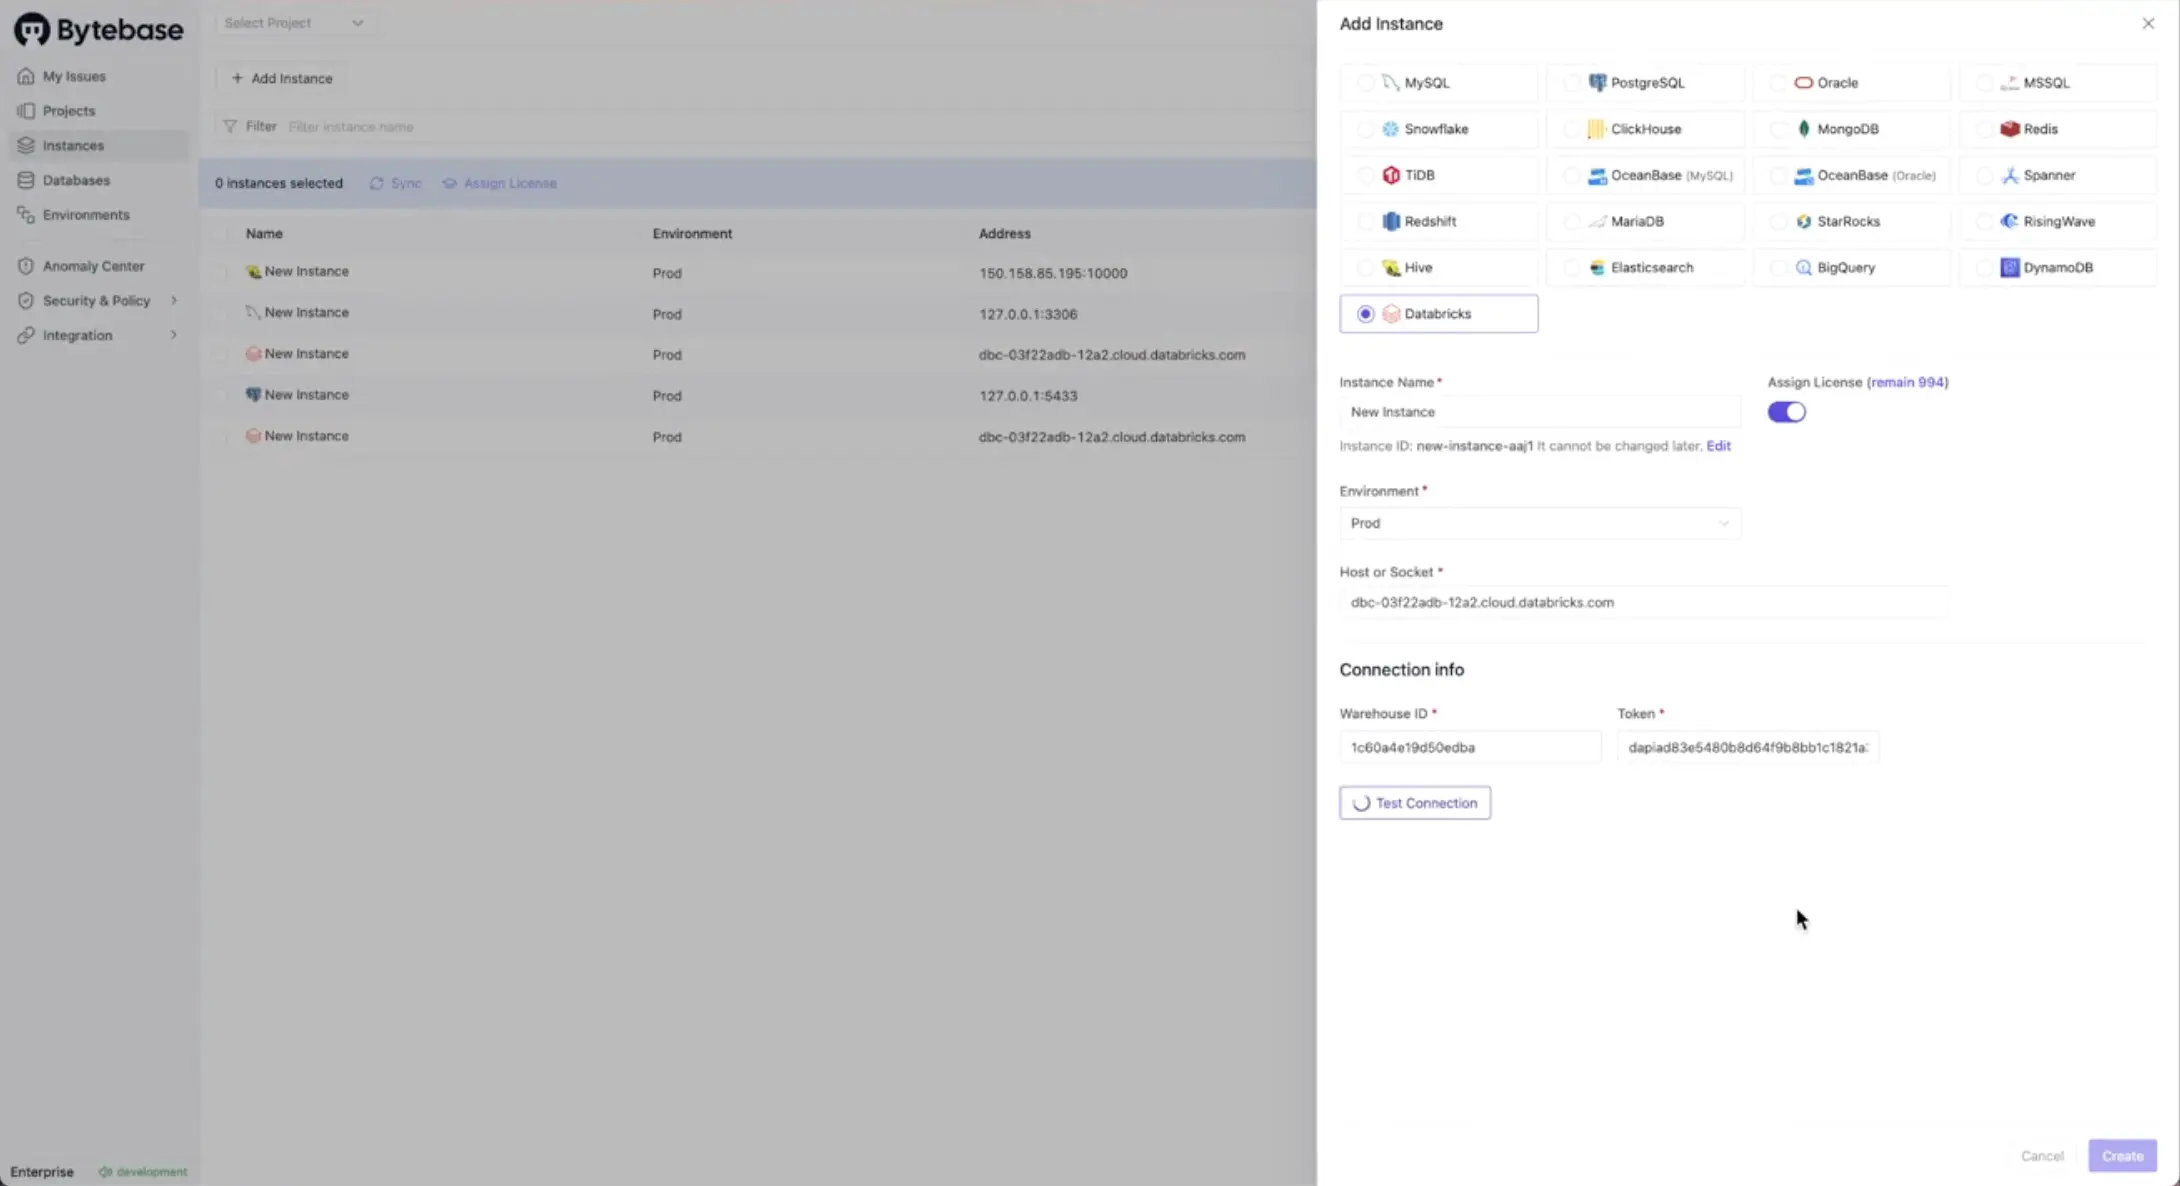 Bytebase
My Issues
Projects
Instances
Databases
Environments
Anomaly Center
Security & Policy
Integration
Enterprise
development
Select Project
+ Add Instance
Filter Filter instance name
0 instances selected Sync Assign License
Name Environment Address
New Instance Prod 150.158.85.195:10000
New Instance Prod 127.0.0.1:3306
New Instance Prod dbc-03f22adb-12a2.cloud.databricks.com
New Instance Prod 127.0.0.1:5433
New Instance Prod dbc-03f22adb-12a2.cloud.databricks.com
Add Instance
MySQL PostgreSQL Oracle MSSQL
Snowflake ClickHouse MongoDB Redis
TiDB OceanBase (MySQL) OceanBase (Oracle) Spanner
Redshift MariaDB StarRocks RisingWave
Hive Elasticsearch BigQuery DynamoDB
Databricks
Instance Name * Assign License (remain 994)
New Instance
Instance ID: new-instance-aaj1 It cannot be changed later. Edit
Environment *
Prod
Host or Socket *
dbc-03f22adb-12a2.cloud.databricks.com
Connection info
Warehouse ID * Token *
1c60a4e19d50edba dapiad83e5480b8d64f9b8bb1c1821a
Test Connection
Cancel Create